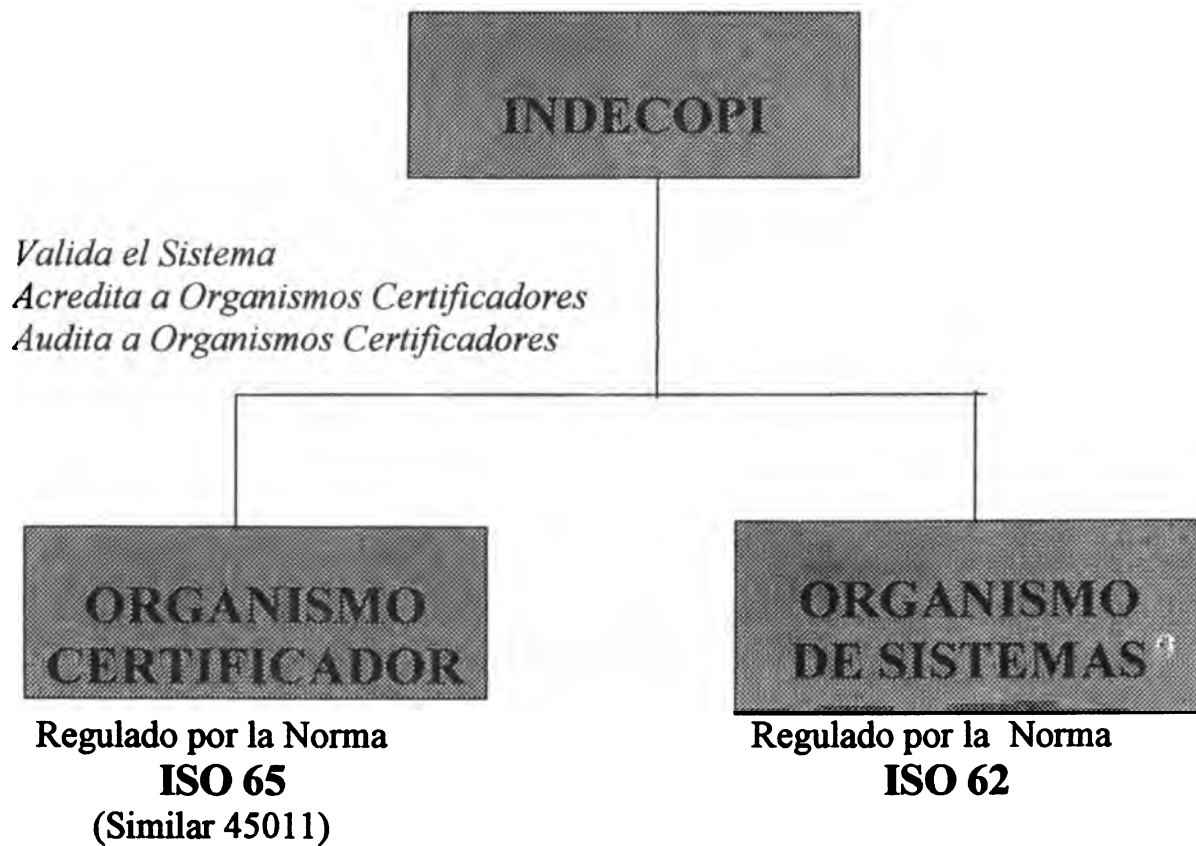 INDECOPI
Valida el Sistema
Acredita a Organismos Certificadores
Audita a Organismos Certificadores
ORGANISMO
CERTIFICADOR
Regulado por la Norma
ISO 65
(Similar 45011)
ORGANISMO
DE SISTEMAS
Regulado por la Norma
ISO 62